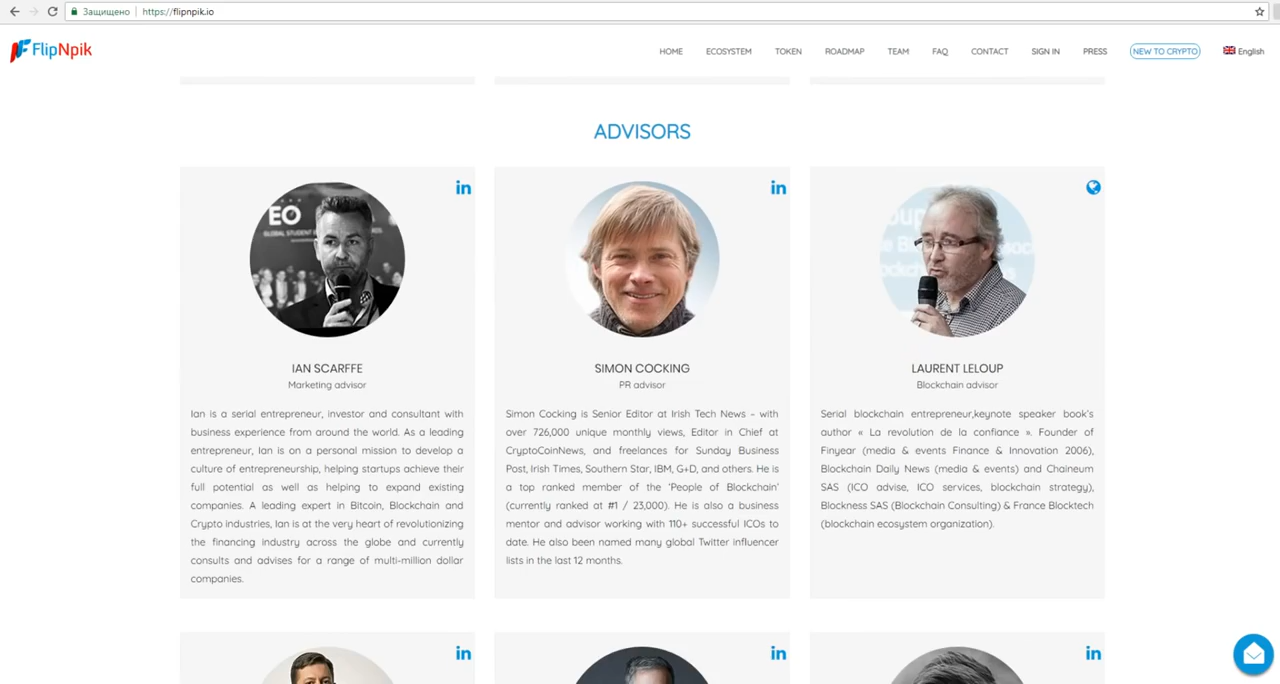 Защищено | https://flipnpik.io
FlipNpik
HOME ECOSYSTEM TOKEN ROADMAP TEAM FAQ CONTACT SIGN IN PRESS NEW TO CRYPTO English
ADVISORS
EO
GLOBAL STUDENT
in
IAN SCARFFE
Marketing advisor
Ian is a serial entrepreneur, investor and consultant with
business experience from around the world. As a leading
entrepreneur, Ian is on a personal mission to develop a
culture of entrepreneurship, helping startups achieve their
full potential as well as helping to expand existing
companies. A leading expert in Bitcoin, Blockchain and
Crypto industries, Ian is at the very heart of revolutionizing
the financing industry across the globe and currently
consults and advises for a range of multi-million dollar
companies.
in
SIMON COCKING
PR advisor
Simon Cocking is Senior Editor at Irish Tech News – with
over 726,000 unique monthly views, Editor in Chief at
CryptoCoinNews, and freelances for Sunday Business
Post, Irish Times, Southern Star, IBM, G+D, and others. He is
a top ranked member of the ‘People of Blockchain’
(currently ranked at #1 / 23,000). He is also a business
mentor and advisor working with 110+ successful ICOs to
date. He also been named many global Twitter influencer
lists in the last 12 months.
LAURENT LELOUP
Blockchain advisor
Serial blockchain entrepreneur,keynote speaker book's
author « La revolution de la confiance ». Founder of
Finyear (media & events Finance & Innovation 2006),
Blockchain Daily News (media & events) and Chaineum
SAS (ICO advise, ICO services, blockchain strategy),
Blockness SAS (Blockchain Consulting) & France Blocktech
(blockchain ecosystem organization).
in
in
in